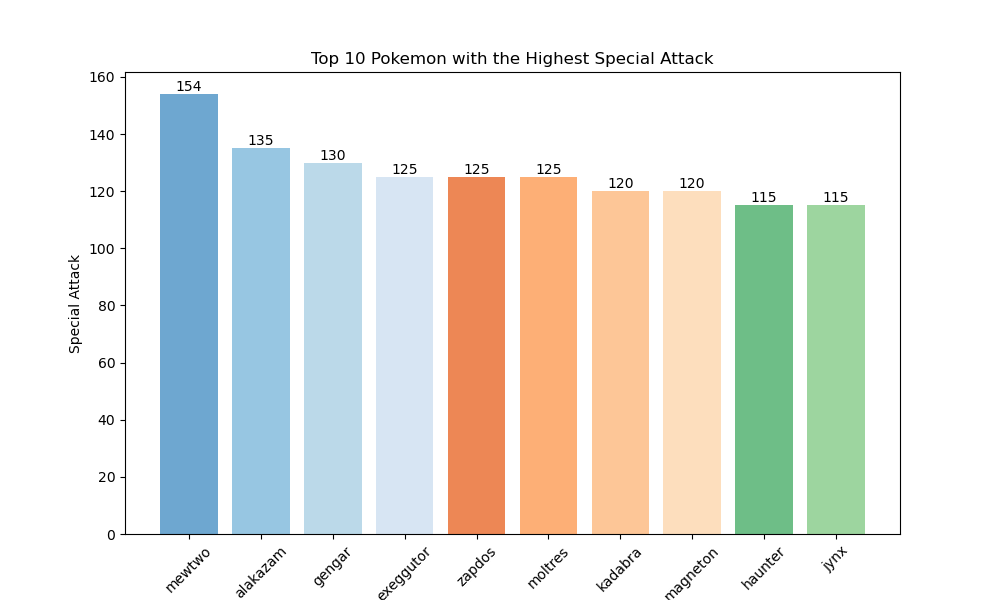 Top 10 Pokemon with the Highest Special Attack
160
140
120
100
80
60
40
20
0
Special Attack
154
135
130
125
125
125
120
120
115
115
mewtwo
alakazam
gengar
exeggutor
zapdos
moltres
kadabra
magneton
haunter
jynx